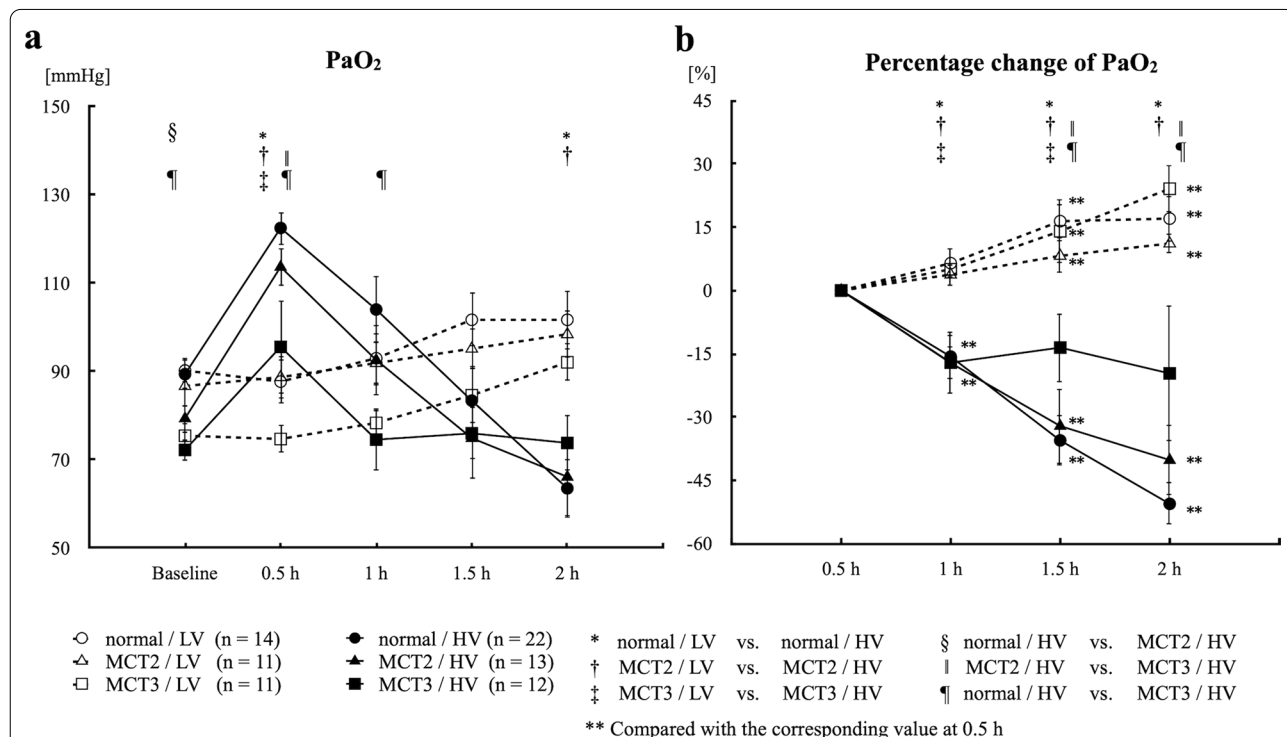 a
PaO₂
[mmHg]
150
130
110
90
70
50
§
¶
*
†
‡
‖
¶
¶
*
†
Baseline 0.5 h 1 h 1.5 h 2 h
b
Percentage change of PaO₂
[%]
45
30
15
0
-15
-30
-45
-60
* * *
† † ‖ † ‖
‡ ‡ ¶ ¶
**
**
**
**
**
**
**
**
**
**
**
**
0.5 h 1 h 1.5 h 2 h
○ normal / LV (n = 14)
△ MCT2 / LV (n = 11)
□ MCT3 / LV (n = 11)
● normal / HV (n = 22)
▲ MCT2 / HV (n = 13)
■ MCT3 / HV (n = 12)
* normal / LV vs. normal / HV
† MCT2 / LV vs. MCT2 / HV
‡ MCT3 / LV vs. MCT3 / HV
§ normal / HV vs. MCT2 / HV
‖ MCT2 / HV vs. MCT3 / HV
¶ normal / HV vs. MCT3 / HV
** Compared with the corresponding value at 0.5 h